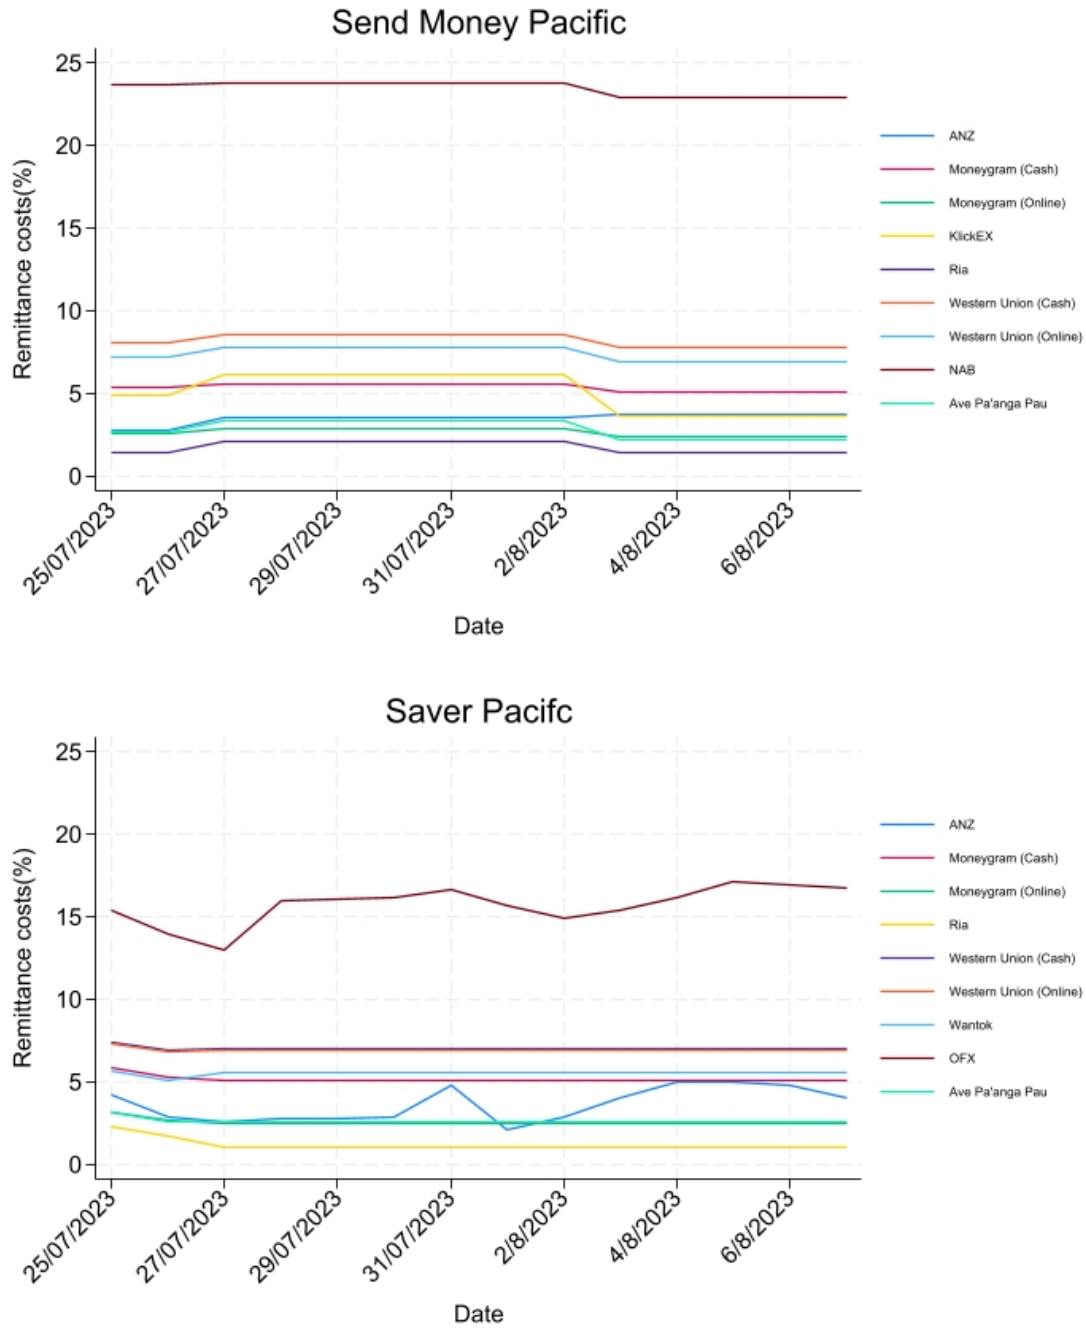 Send Money Pacific
Remittance costs(%)
25
20
15
10
5
0
25/07/2023
27/07/2023
29/07/2023
31/07/2023
2/8/2023
4/8/2023
6/8/2023
Date
ANZ
Moneygram (Cash)
Moneygram (Online)
KlickEX
Ria
Western Union (Cash)
Western Union (Online)
NAB
Ave Pa'anga Pau
Saver Pacifc
Remittance costs(%)
25
20
15
10
5
0
25/07/2023
27/07/2023
29/07/2023
31/07/2023
2/8/2023
4/8/2023
6/8/2023
Date
ANZ
Moneygram (Cash)
Moneygram (Online)
Ria
Western Union (Cash)
Western Union (Online)
Wantok
OFX
Ave Pa'anga Pau